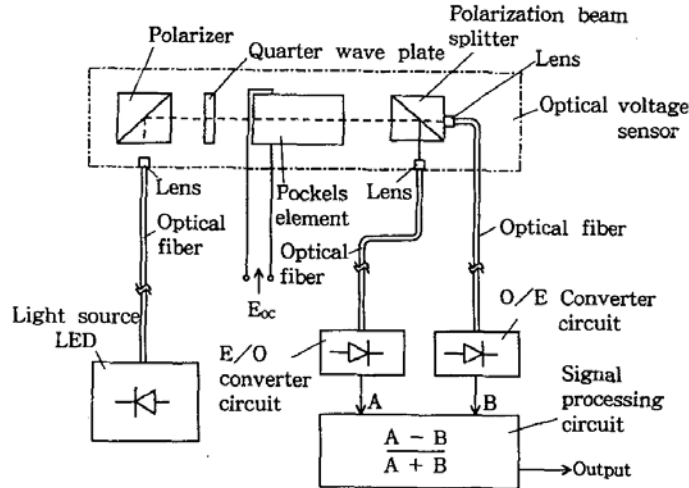 Polarization beam
splitter
Polarizer
Quarter wave plate
Lens
Optical voltage
sensor
Lens
Pockels
element
Lens
Optical
fiber
Optical
fiber
Optical fiber
E₀c
Light source
LED
E/O
converter
circuit
O/E Converter
circuit
A
B
Signal
processing
circuit
A - B
A + B
Output